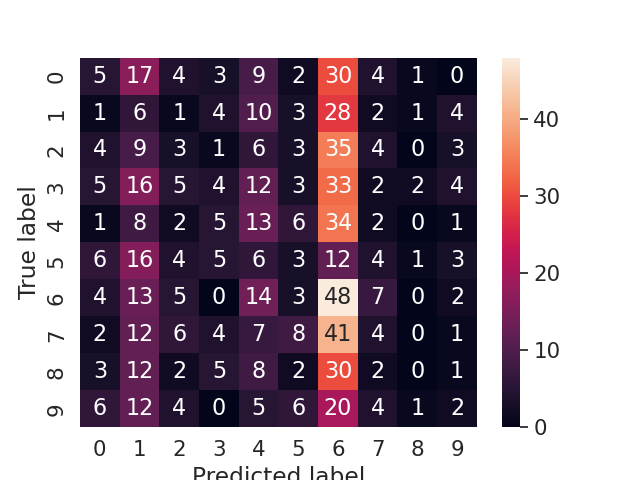 0 5 17 4 3 9 2 30 4 1 0
1 1 6 1 4 10 3 28 2 1 4
2 4 9 3 1 6 3 35 4 0 3
3 5 16 5 4 12 3 33 2 2 4
4 1 8 2 5 13 6 34 2 0 1
5 6 16 4 5 6 3 12 4 1 3
6 4 13 5 0 14 3 48 7 0 2
7 2 12 6 4 7 8 41 4 0 1
8 3 12 2 5 8 2 30 2 0 1
9 6 12 4 0 5 6 20 4 1 2
0 1 2 3 4 5 6 7 8 9
Predicted label
True label
40
30
20
10
0